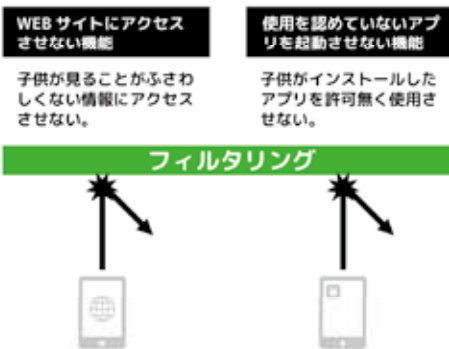 WEB サイトにアクセス
させない機能
子供が見ることがふさわ
しくない情報にアクセス
させない。
使用を認めていないアプ
リを起動させない機能
子供がインストールした
アプリを許可無く使用さ
せない。
フィルタリング